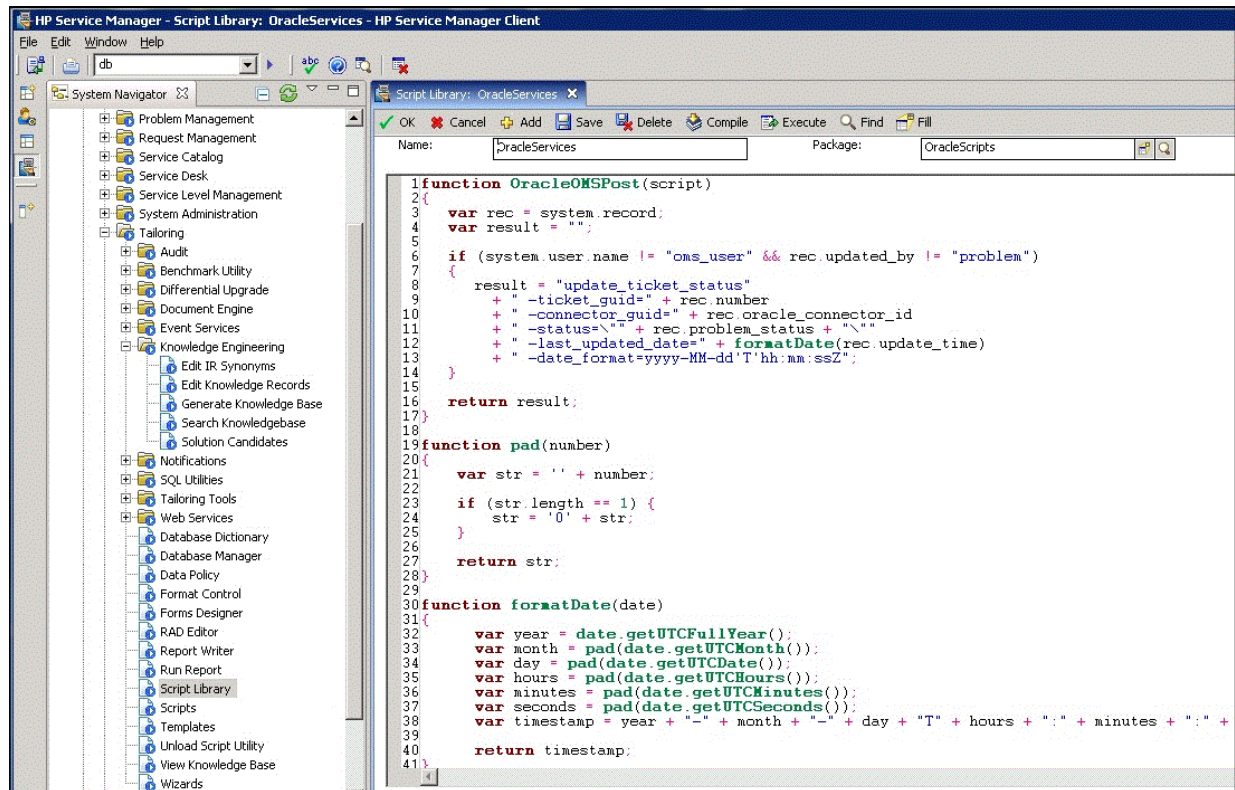 HP Service Manager - Script Library: OracleServices - HP Service Manager Client
File Edit Window Help
db
abc
System Navigator
Problem Management
Request Management
Service Catalog
Service Desk
Service Level Management
System Administration
Tailoring
Audit
Benchmark Utility
Differential Upgrade
Document Engine
Event Services
Knowledge Engineering
Edit IR Synonyms
Edit Knowledge Records
Generate Knowledge Base
Search Knowledgebase
Solution Candidates
Notifications
SQL Utilities
Tailoring Tools
Web Services
Database Dictionary
Database Manager
Data Policy
Format Control
Forms Designer
RAD Editor
Report Writer
Run Report
Script Library
Scripts
Templates
Unload Script Utility
View Knowledge Base
Wizards
Script Library: OracleServices
OK Cancel Add Save Delete Compile Execute Find Fill
Name: OracleServices Package: OracleScripts
1 function OracleOMSPost(script)
2 {
3 var rec = system.record;
4 var result = "";
5
6 if (system.user.name != "oms_user" && rec.updated_by != "problem")
7 {
8 result = "update_ticket_status"
9 + " -ticket_guid=" + rec.number
10 + " -connector_guid=" + rec.oracle_connector_id
11 + " -status=\"" + rec.problem_status + "\""
12 + " -last_updated_date=" + formatDate(rec.update_time)
13 + " -date_format=yyyy-MM-dd'T'hh:mm:ssZ";
14 }
15
16 return result;
17 }
18
19 function pad(number)
20 {
21 var str = '' + number;
22
23 if (str.length == 1) {
24 str = '0' + str;
25 }
26
27 return str;
28 }
29
30 function formatDate(date)
31 {
32 var year = date.getUTCFullYear();
33 var month = pad(date.getUTCMonth());
34 var day = pad(date.getUTCDate());
35 var hours = pad(date.getUTCHours());
36 var minutes = pad(date.getUTCMinutes());
37 var seconds = pad(date.getUTCSeconds());
38 var timestamp = year + "-" + month + "-" + day + "T" + hours + ":" + minutes + ":" +
39
40 return timestamp;
41 }